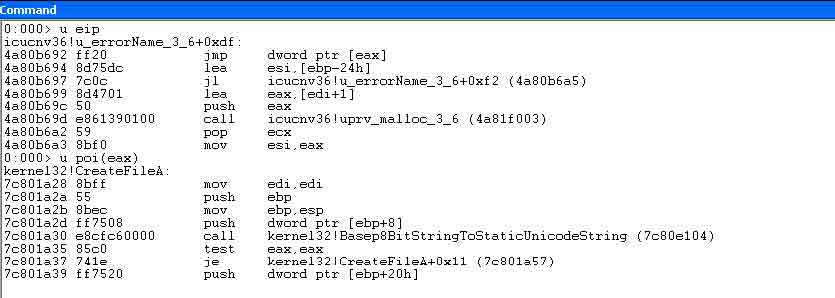 Command
0:000> u eip
icucnv36!u_errorName_3_6+0xdf:
4a80b692 ff20 jmp dword ptr [eax]
4a80b694 8d75dc lea esi,[ebp-24h]
4a80b697 7c0c jl icucnv36!u_errorName_3_6+0xf2 (4a80b6a5)
4a80b699 8d4701 lea eax,[edi+1]
4a80b69c 50 push eax
4a80b69d e861390100 call icucnv36!uprv_malloc_3_6 (4a81f003)
4a80b6a2 59 pop ecx
4a80b6a3 8bf0 mov esi,eax
0:000> u poi(eax)
kernel32!CreateFileA:
7c801a28 8bff mov edi,edi
7c801a2a 55 push ebp
7c801a2b 8bec mov ebp,esp
7c801a2d ff7508 push dword ptr [ebp+8]
7c801a30 e8cfc60000 call kernel32!Basep8BitStringToStaticUnicodeString (7c80e104)
7c801a35 85c0 test eax,eax
7c801a37 741e je kernel32!CreateFileA+0x11 (7c801a57)
7c801a39 ff7520 push dword ptr [ebp+20h]